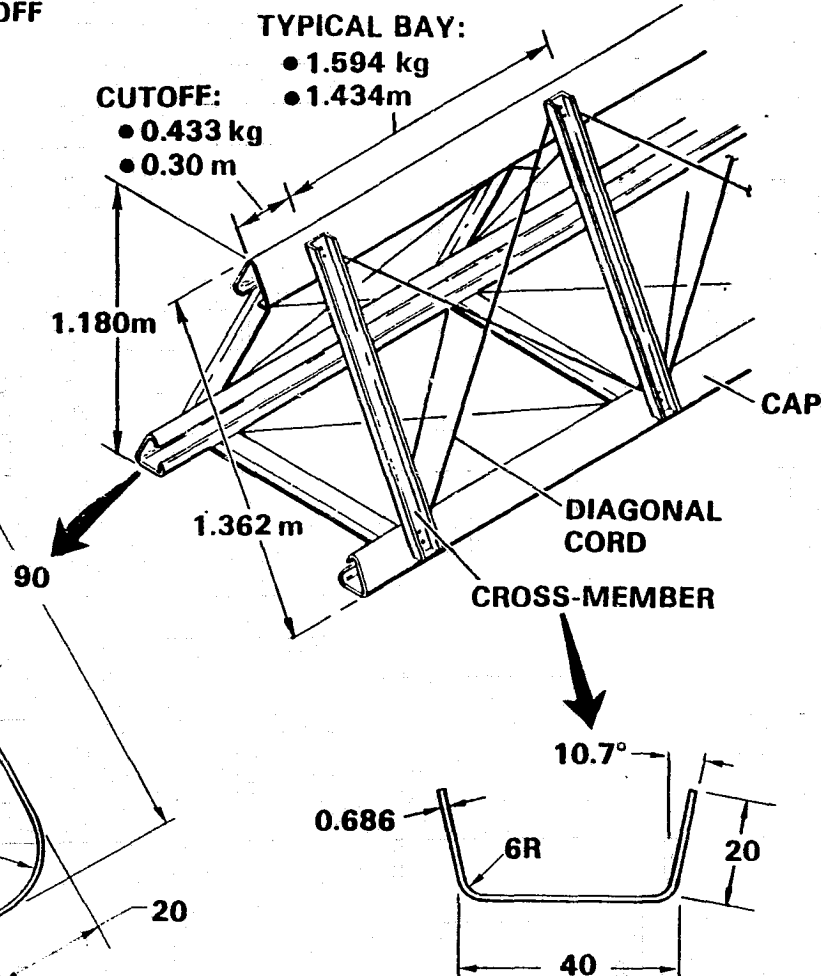 OFF
TYPICAL BAY:
• 1.594 kg
• 1.434m
CUTOFF:
• 0.433 kg
• 0.30 m
1.180m
CAP
1.362 m
DIAGONAL
CORD
90
CROSS-MEMBER
10.7°
0.686
6R
20
20
40